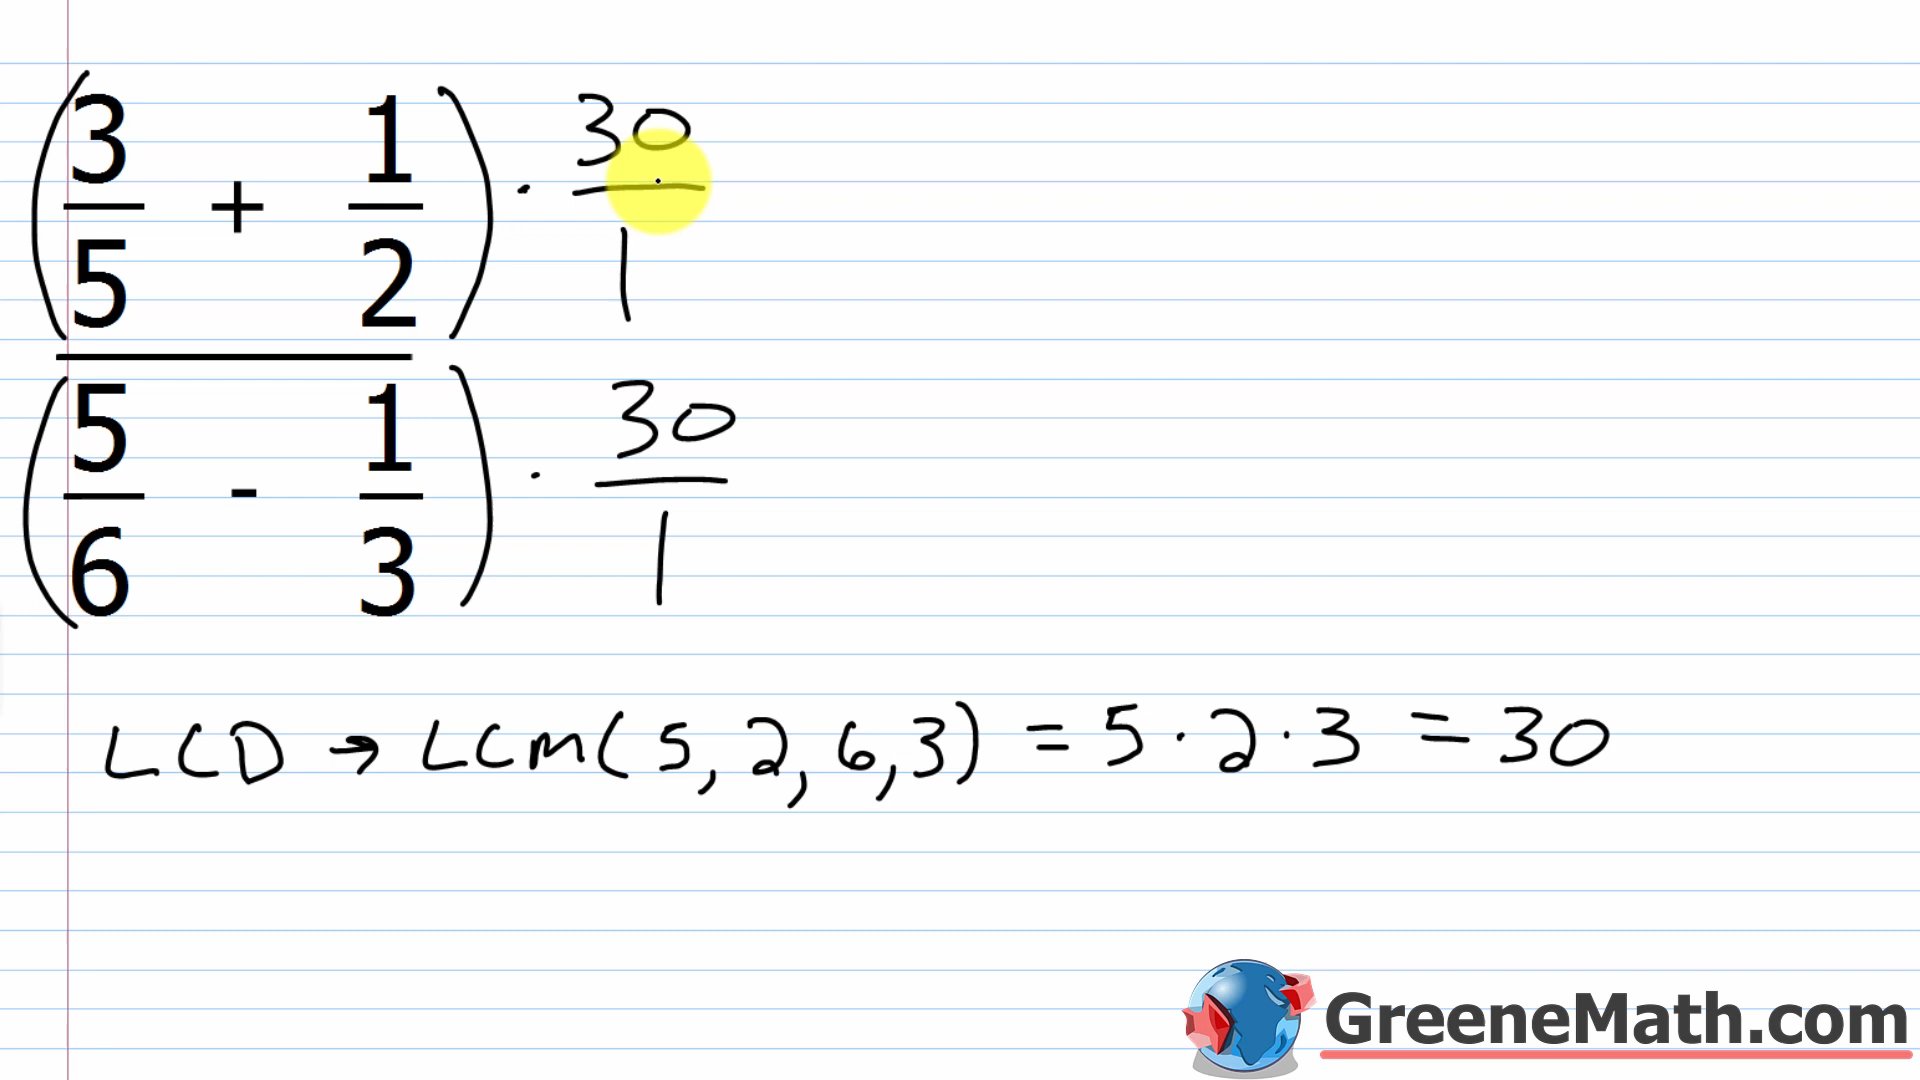 (3/5 + 1/2) · 30/1
(5/6 - 1/3) · 30/1
LCD → LCM(5, 2, 6, 3) = 5 · 2 · 3 = 30
GreeneMath.com